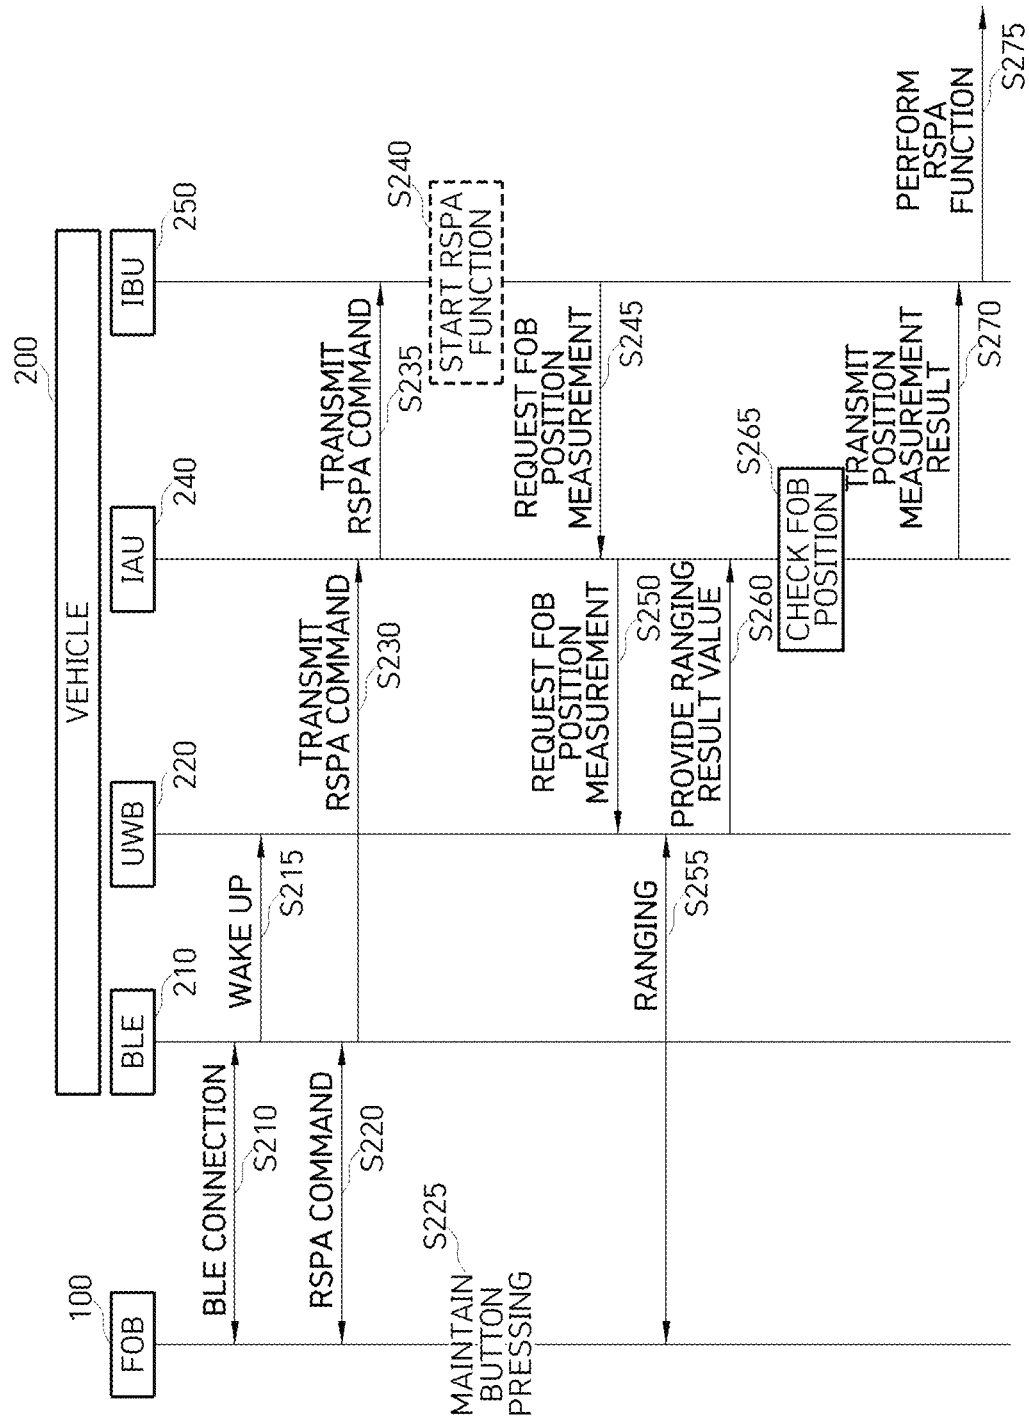 200
VEHICLE
100
FOB
210
BLE
220
UWB
240
IAU
250
IBU
BLE CONNECTION
S210
WAKE UP
S215
RSPA COMMAND
S220
TRANSMIT
RSPA COMMAND
S230
TRANSMIT
RSPA COMMAND
S235
MAINTAIN
BUTTON
PRESSING
S225
START RSPA
FUNCTION
S240
REQUEST FOB
POSITION
MEASUREMENT
S245
REQUEST FOB
POSITION
MEASUREMENT
S250
RANGING
S255
PROVIDE RANGING
RESULT VALUE
S260
CHECK FOB
POSITION
S265
TRANSMIT
POSITION
MEASUREMENT
RESULT
S270
PERFORM
RSPA
FUNCTION
S275